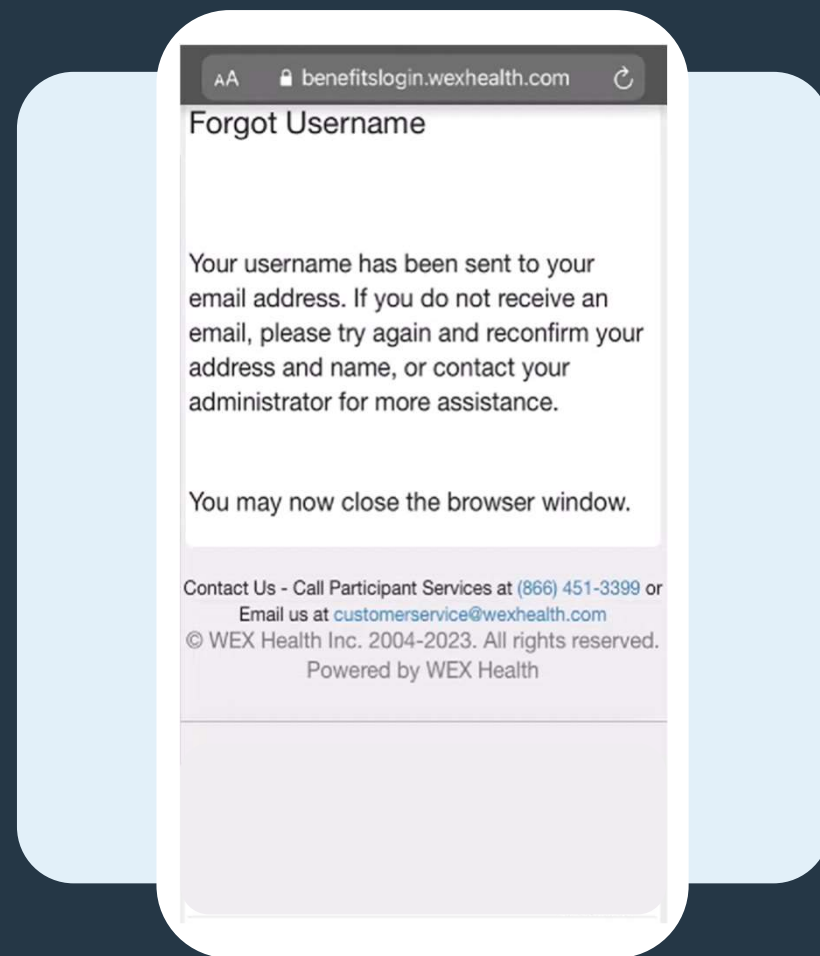 AA benefitslogin.wexhealth.com
Forgot Username
Your username has been sent to your
email address. If you do not receive an
email, please try again and reconfirm your
address and name, or contact your
administrator for more assistance.
You may now close the browser window.
Contact Us - Call Participant Services at (866) 451-3399 or
Email us at customerservice@wexhealth.com
© WEX Health Inc. 2004-2023. All rights reserved.
Powered by WEX Health